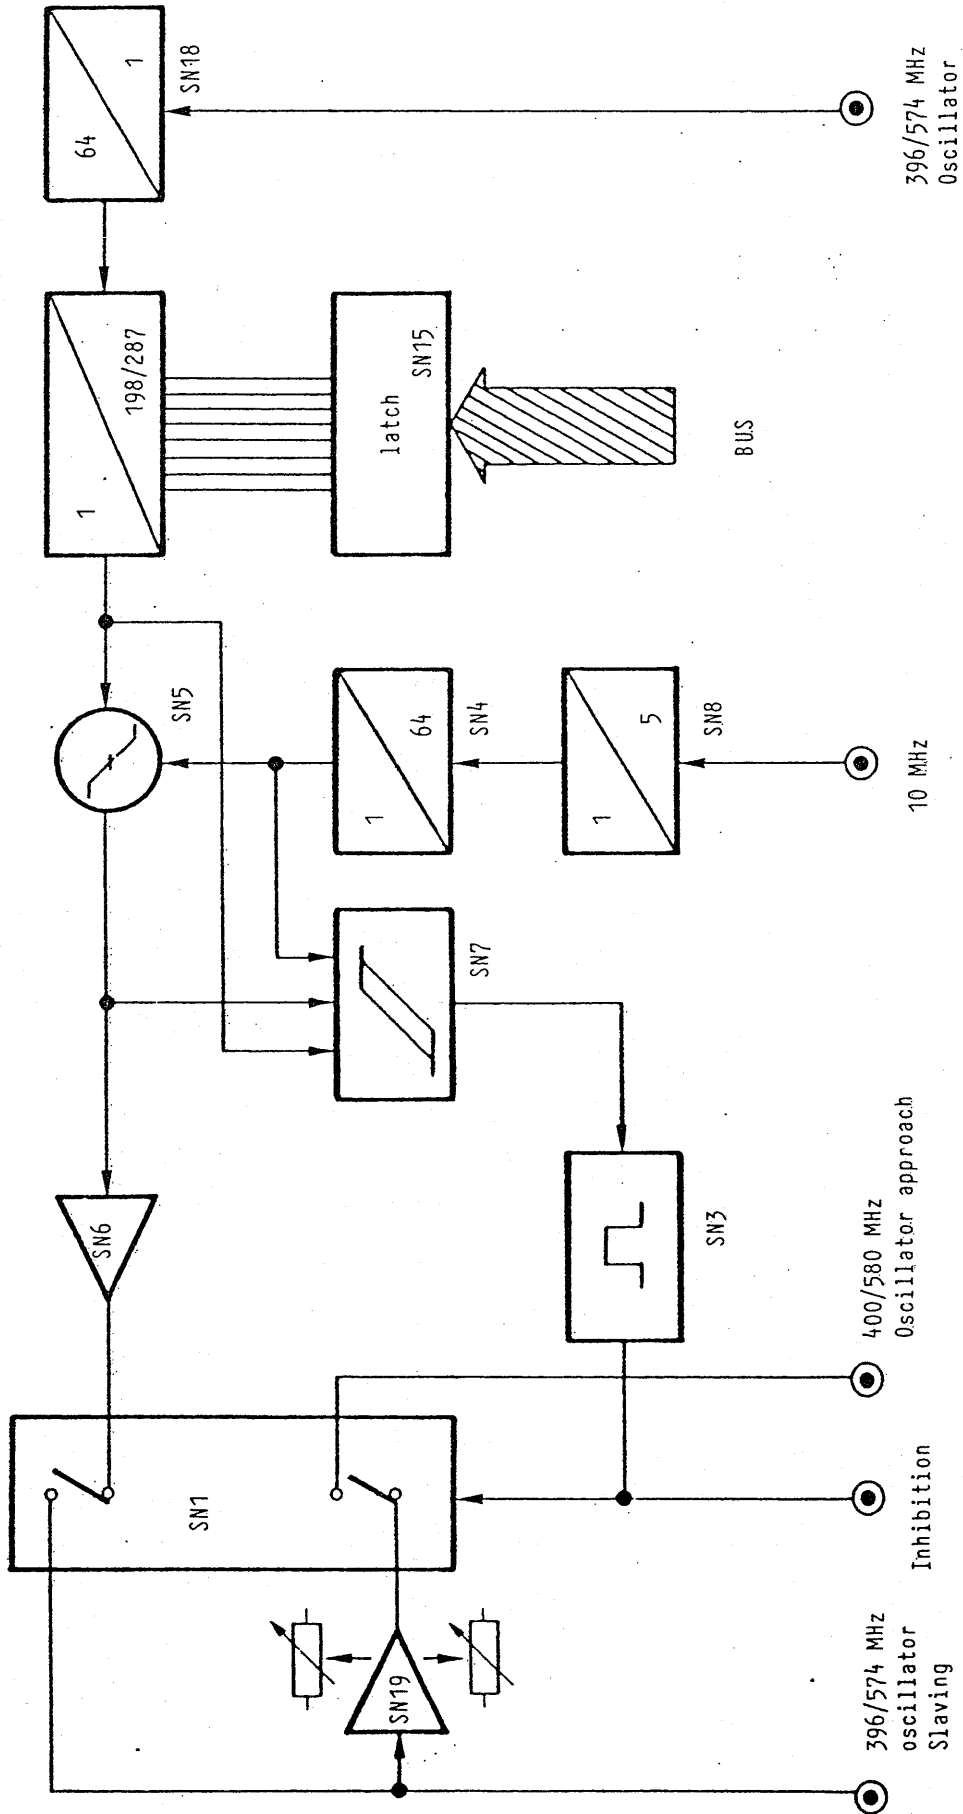 64
1
SN18
396/574 MHz
Oscillator
1
198/287
latch
SN15
BUS
SN5
1
64
SN4
1
5
SN8
10 MHz
SN7
SN6
SN3
400/580 MHz
Oscillator approach
SN1
Inhibition
SN19
396/574 MHz
oscillator
Slaving